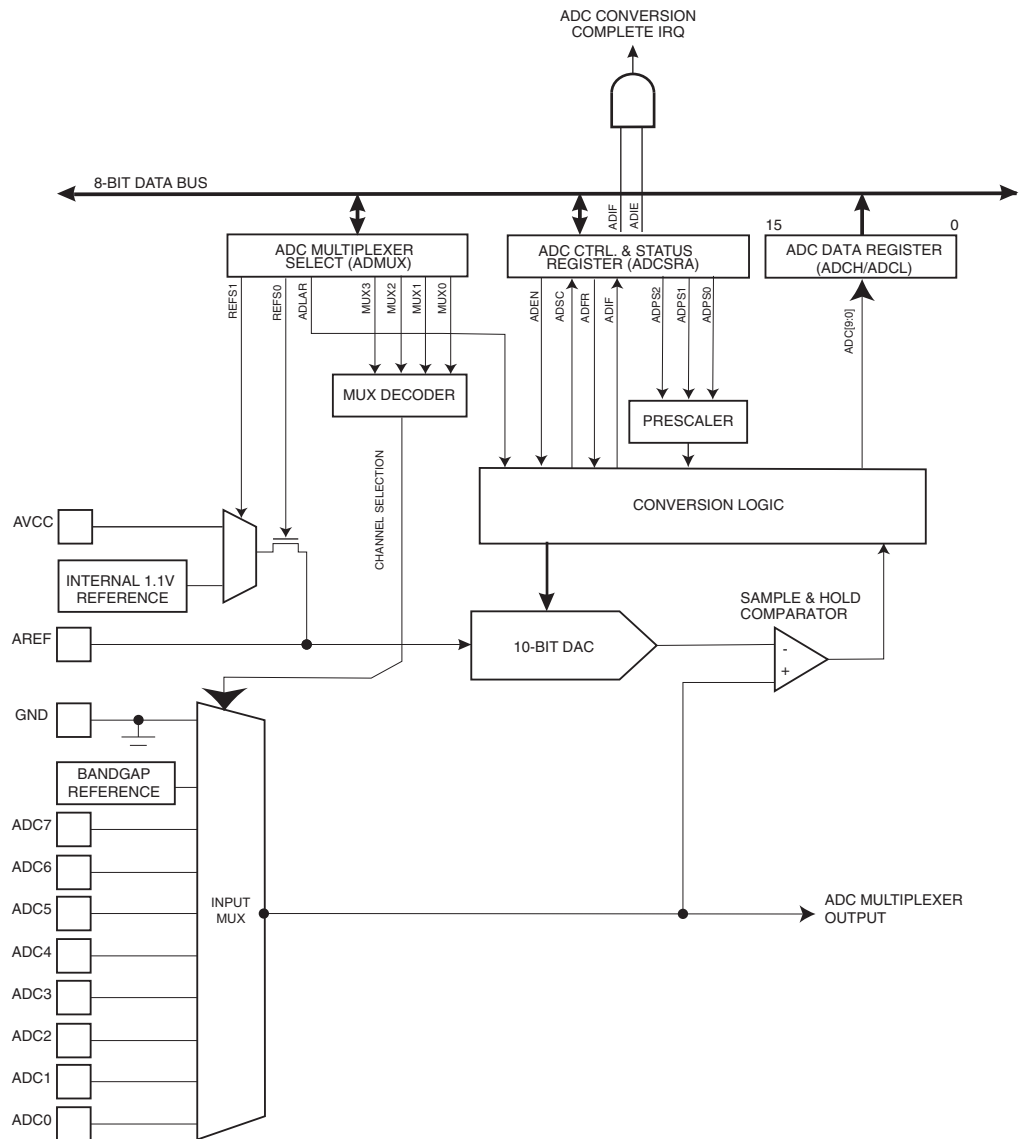 ADC CONVERSION
COMPLETE IRQ
8-BIT DATA BUS
ADIF
ADIE
15
0
ADC MULTIPLEXER
SELECT (ADMUX)
ADC CTRL. & STATUS
REGISTER (ADCSRA)
ADC DATA REGISTER
(ADCH/ADCL)
REFS1
REFS0
ADLAR
MUX3
MUX2
MUX1
MUX0
ADEN
ADSC
ADFR
ADIF
ADPS2
ADPS1
ADPS0
ADC[9:0]
MUX DECODER
PRESCALER
CHANNEL SELECTION
CONVERSION LOGIC
AVCC
INTERNAL 1.1V
REFERENCE
SAMPLE & HOLD
COMPARATOR
AREF
10-BIT DAC
-
+
GND
BANDGAP
REFERENCE
ADC7
ADC6
ADC5
ADC4
ADC3
ADC2
ADC1
ADC0
INPUT
MUX
ADC MULTIPLEXER
OUTPUT